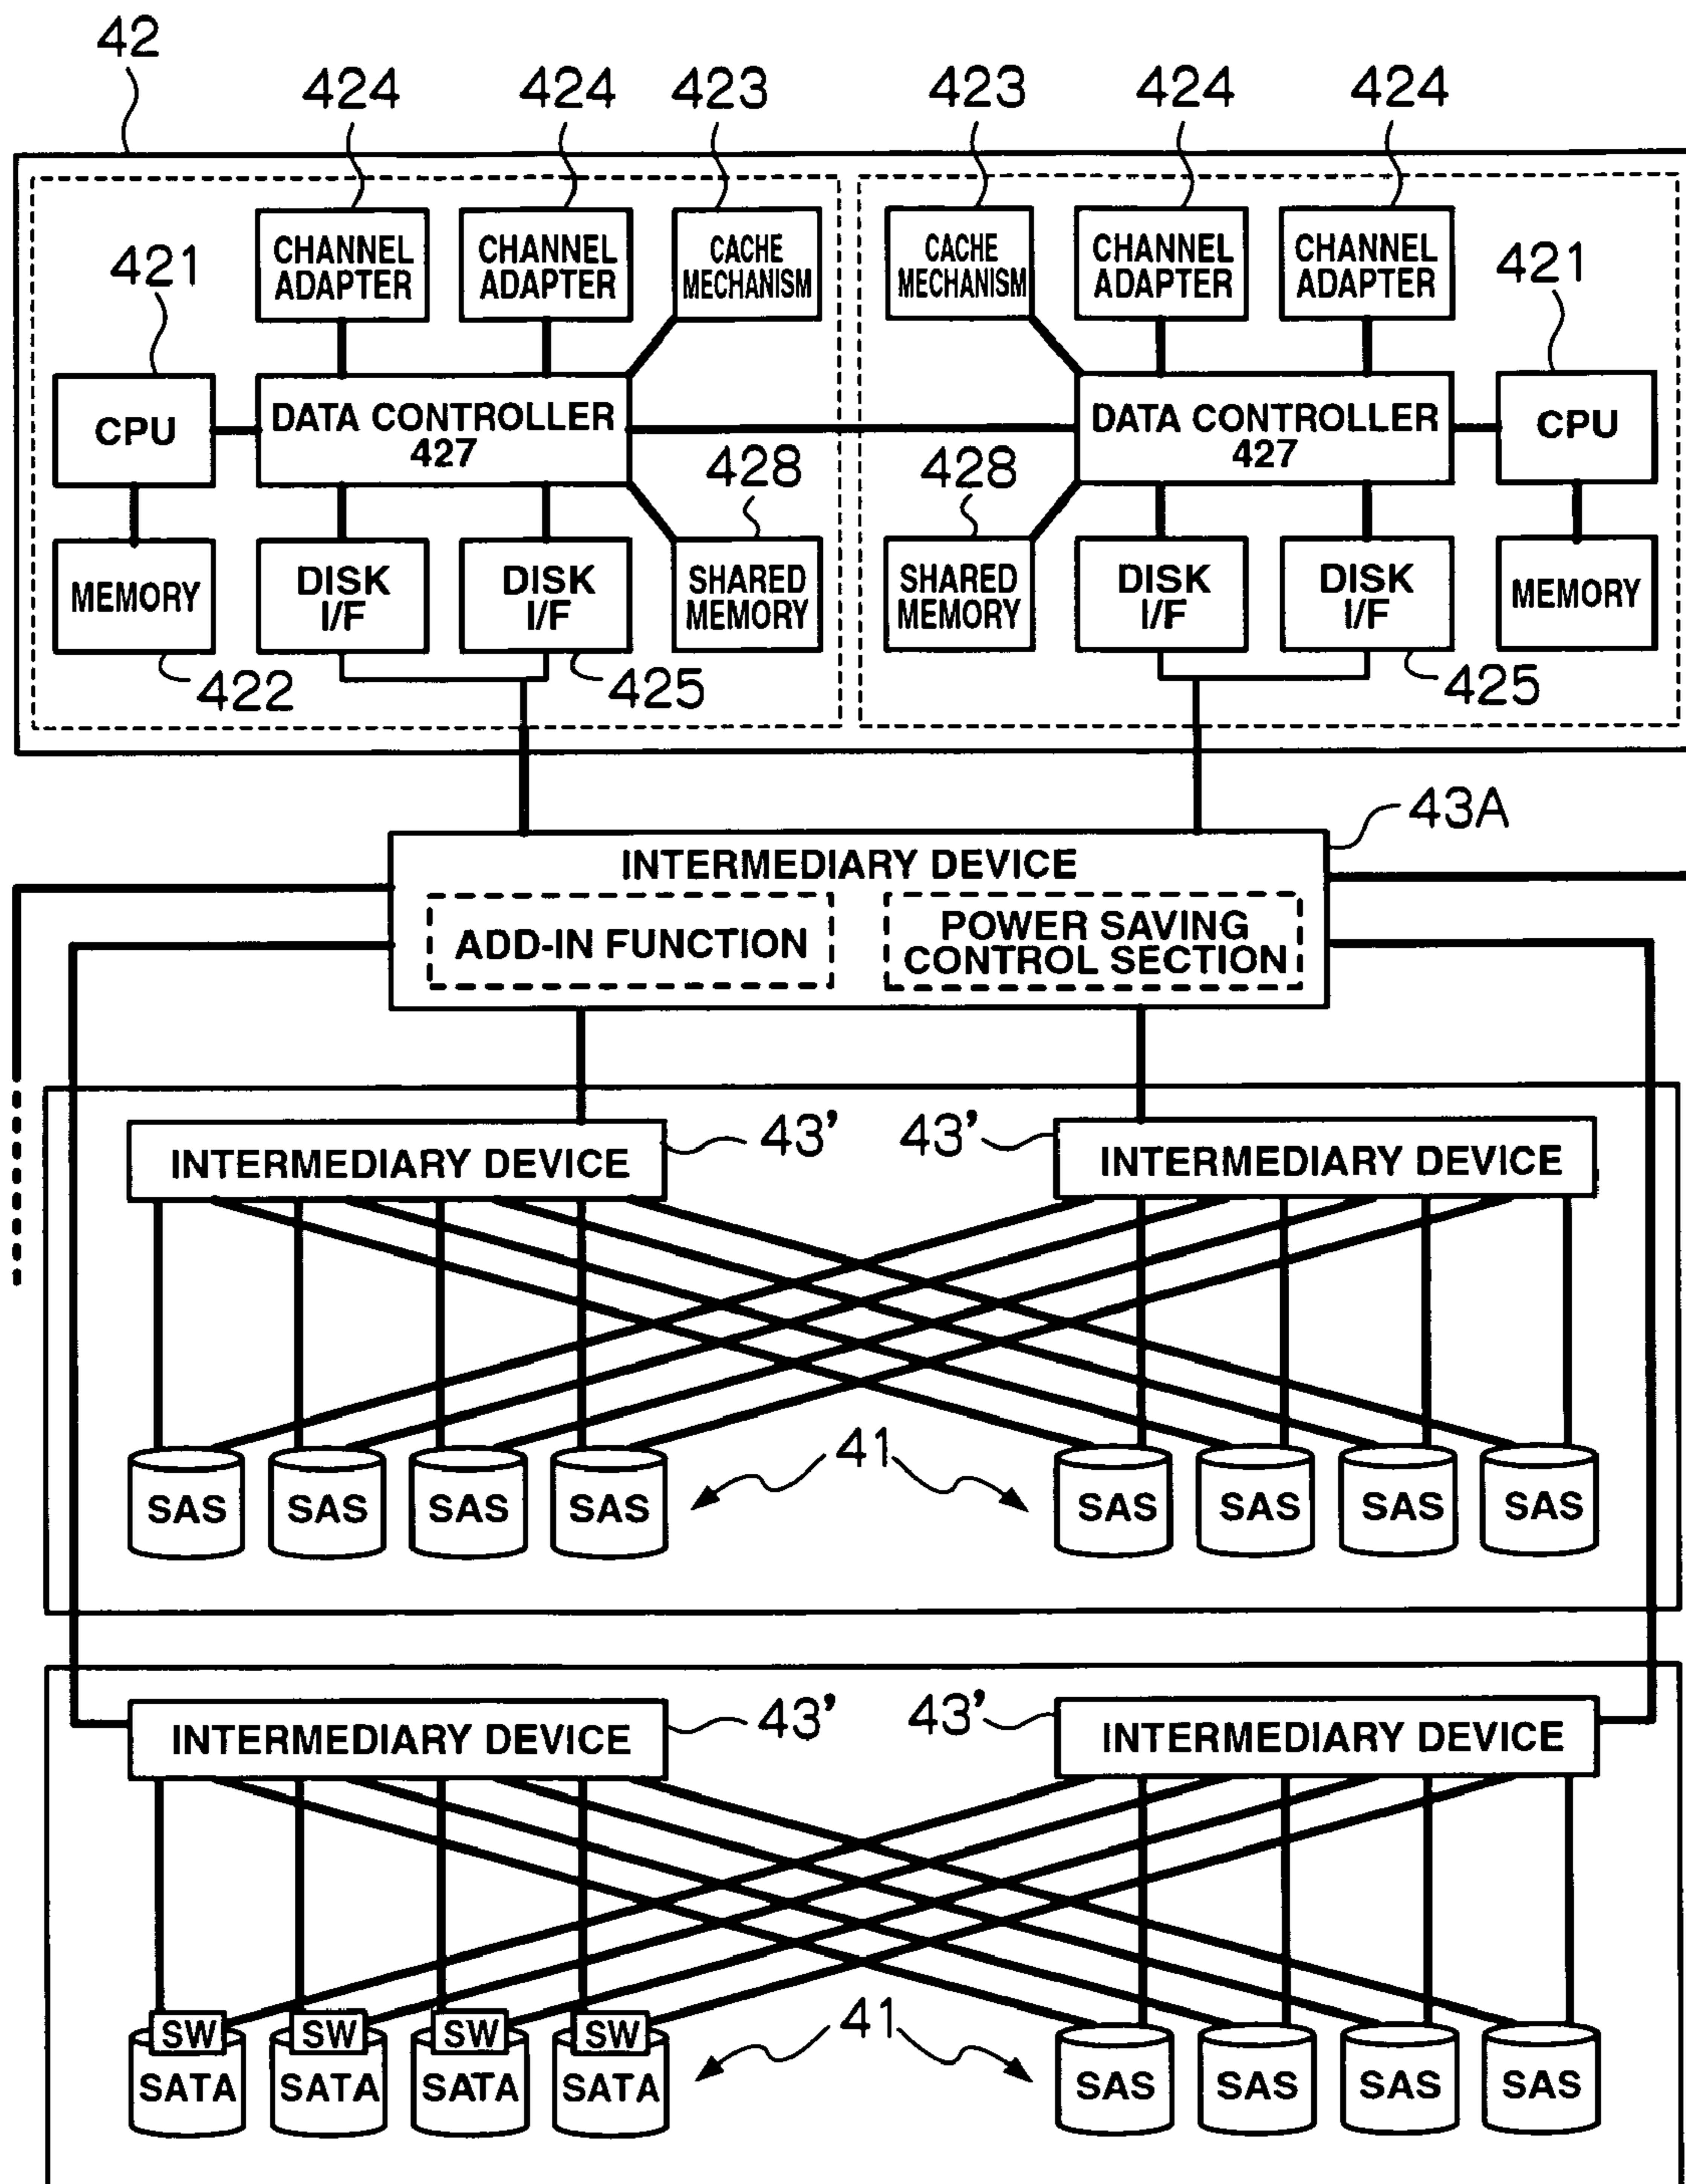 42
424 424 423 423 424 424
CHANNEL ADAPTER
CHANNEL ADAPTER
CACHE MECHANISM
CACHE MECHANISM
CHANNEL ADAPTER
CHANNEL ADAPTER
421
421
CPU
DATA CONTROLLER
427
DATA CONTROLLER
427
CPU
428
428
MEMORY
DISK I/F
DISK I/F
SHARED MEMORY
SHARED MEMORY
DISK I/F
DISK I/F
MEMORY
422
425
425
43A
INTERMEDIARY DEVICE
ADD-IN FUNCTION
POWER SAVING
CONTROL SECTION
43' 43'
INTERMEDIARY DEVICE
INTERMEDIARY DEVICE
41
SAS SAS SAS SAS SAS SAS SAS SAS
43' 43'
INTERMEDIARY DEVICE
INTERMEDIARY DEVICE
41
SW SW SW SW
SATA SATA SATA SATA SAS SAS SAS SAS